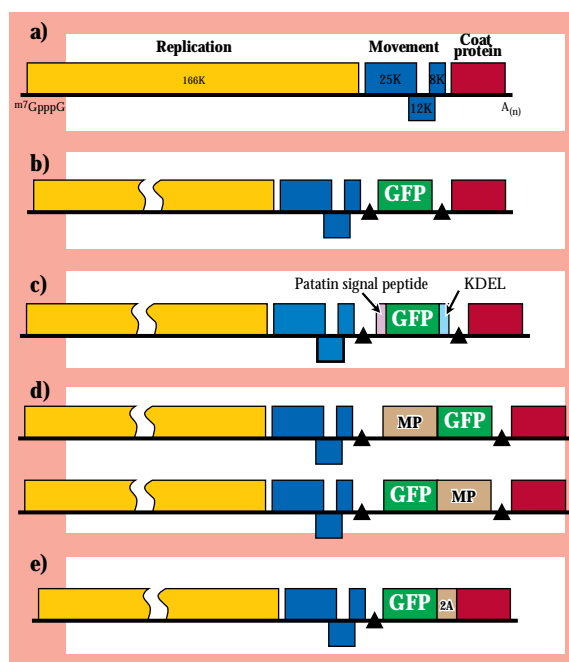 a)
Replication Movement Coat protein
166K 25K 8K
12K
m7GpppG A(n)
b)
GFP
c)
Patatin signal peptide KDEL
GFP
d)
MP GFP
GFP MP
e)
GFP 2A